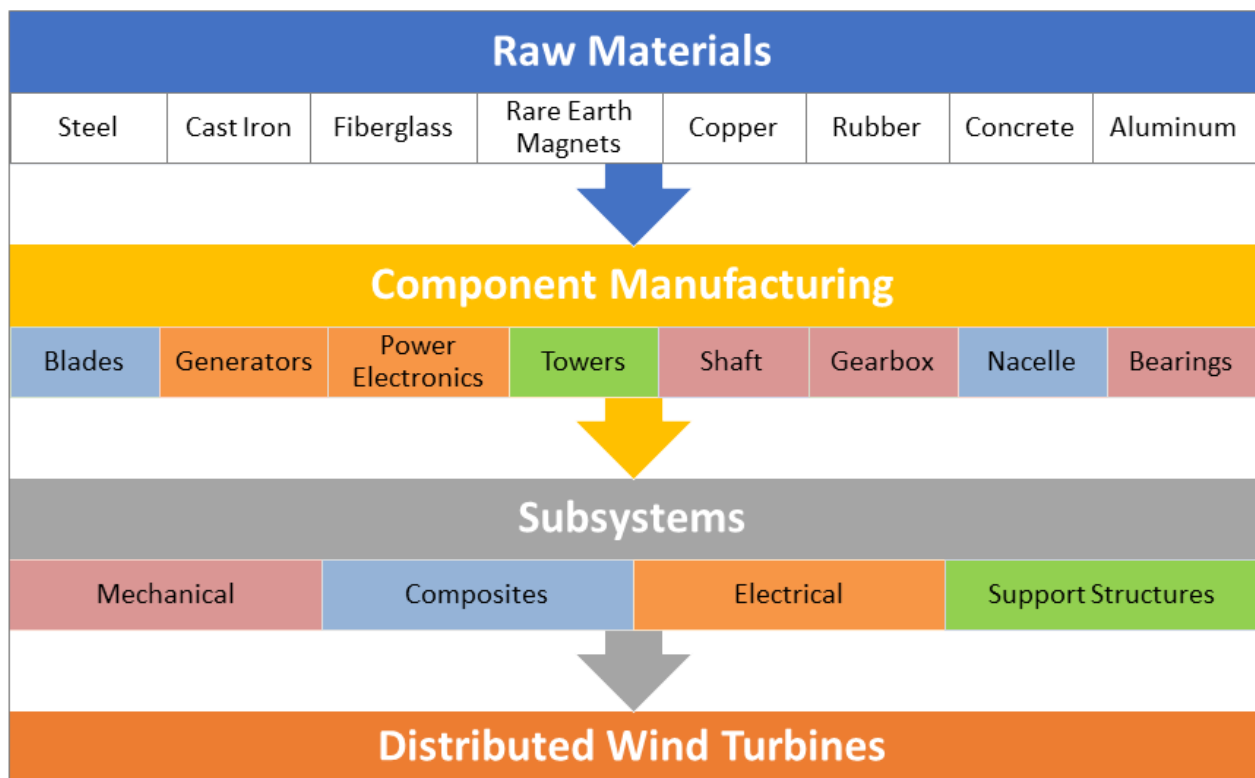 Raw Materials
Steel
Cast Iron
Fiberglass
Rare Earth
Magnets
Copper
Rubber
Concrete
Aluminum
Component Manufacturing
Blades
Generators
Power
Electronics
Towers
Shaft
Gearbox
Nacelle
Bearings
Subsystems
Mechanical
Composites
Electrical
Support Structures
Distributed Wind Turbines